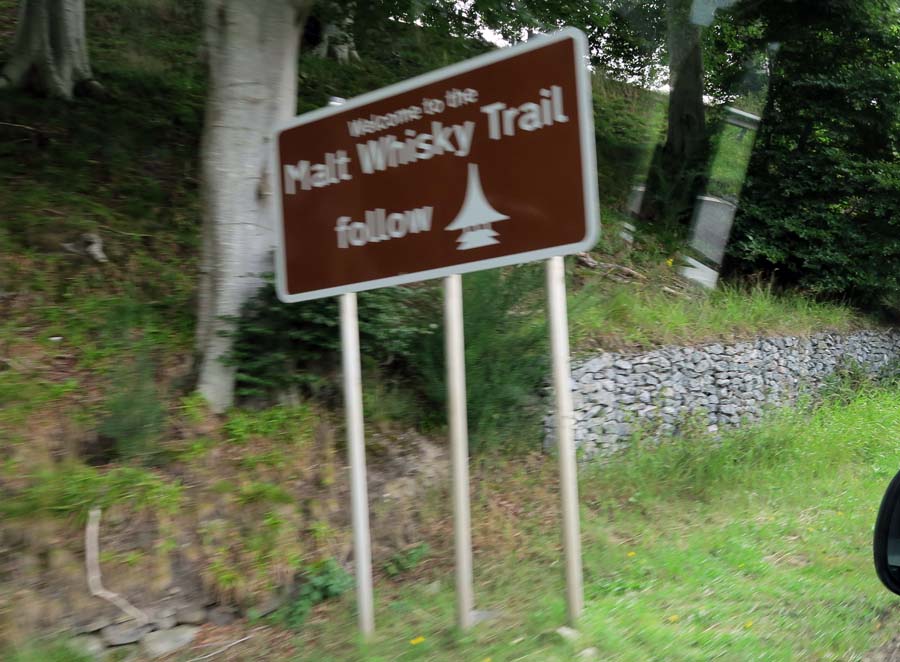 Welcome to the
Malt Whisky Trail
follow